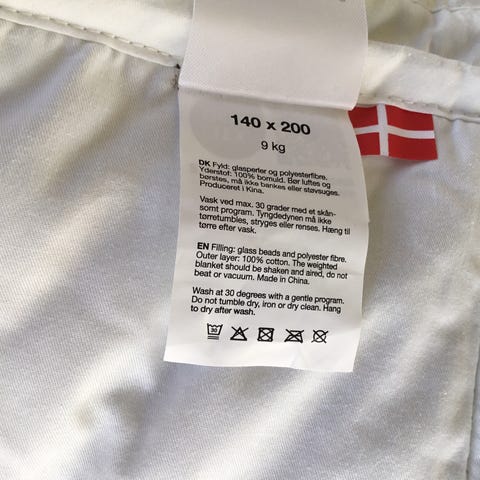 140 x 200
9 kg
DK Fyld: glasperler og polyesterfibre.
Yderstof: 100% bomuld. Bør luftes og
børstes, må ikke bankes eller støvsuges.
Produceret i Kina.
Vask ved max. 30 grader med et skån-
somt program. Tyngdedynen må ikke
tørretumbles, stryges eller renses. Hæng til
tørre efter vask.
EN Filling: glass beads and polyester fibre.
Outer layer: 100% cotton. The weighted
blanket should be shaken and aired, do not
beat or vacuum. Made in China.
Wash at 30 degrees with a gentle program.
Do not tumble dry, iron or dry clean. Hang
to dry after wash.
30